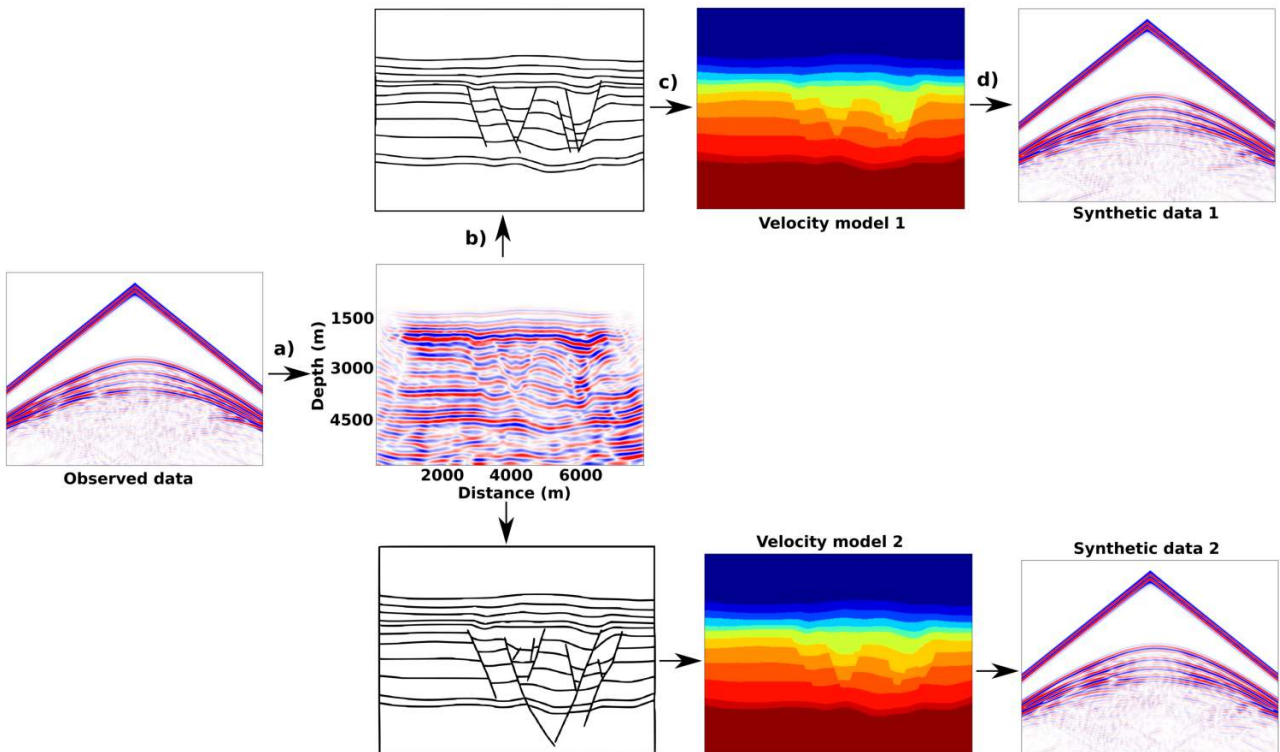 c)
d)
Velocity model 1
Synthetic data 1
b)
a)
Observed data
Depth (m)
1500
3000
4500
2000 4000 6000
Distance (m)
Velocity model 2
Synthetic data 2